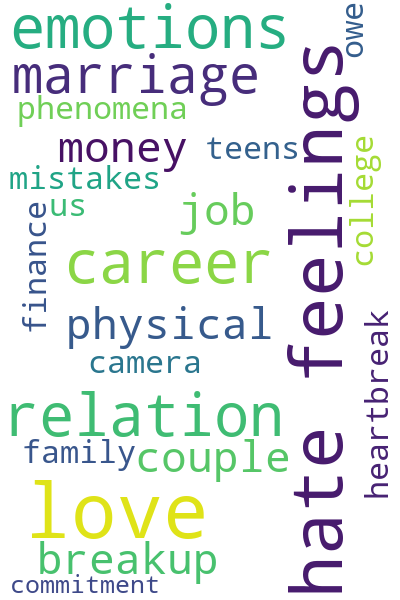 emotions
marriage
phenomena
money
teens
mistakes
us
job
career
finance
physical
camera
relation
family
couple
love
breakup
commitment
hate feelings
owe
college
heartbreak